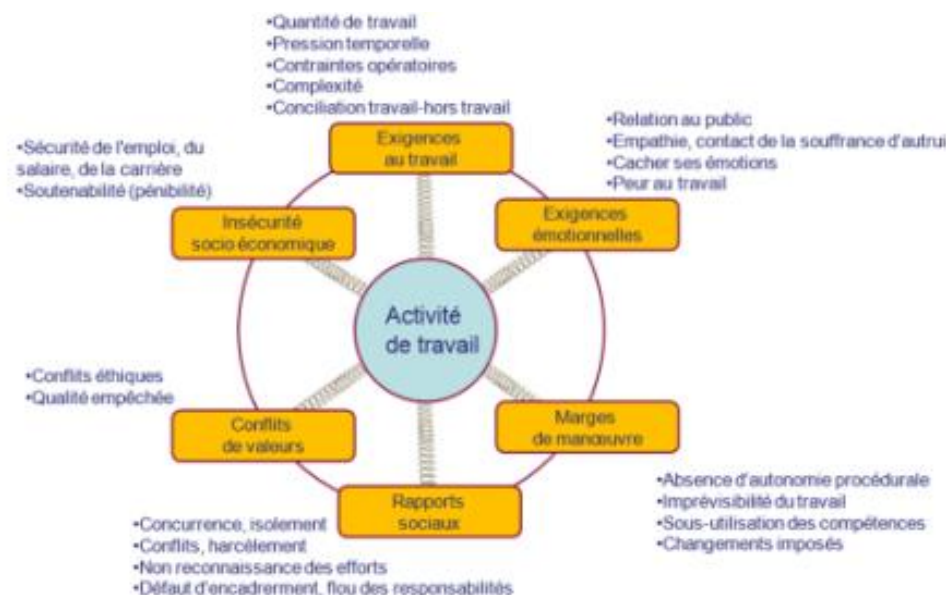 •Quantité de travail
•Pression temporelle
•Contraintes opératoires
•Complexité
•Conciliation travail-hors travail
Exigences
au travail
•Relation au public
•Empathie, contact de la souffrance d'autrui
•Cacher ses émotions
•Peur au travail
Exigences
émotionnelles
•Sécurité de l'emploi, du
salaire, de la carrière
•Soutenabilité (pénibilité)
Insécurité
socio économique
Activité
de travail
•Conflits éthiques
•Qualité empêchée
Conflits
de valeurs
Marges
de manœuvre
•Absence d'autonomie procédurale
•Imprévisibilité du travail
•Sous-utilisation des compétences
•Changements imposés
Rapports
sociaux
•Concurrence, isolement
•Conflits, harcèlement
•Non reconnaissance des efforts
•Défaut d'encadrerment, flou des responsabilités